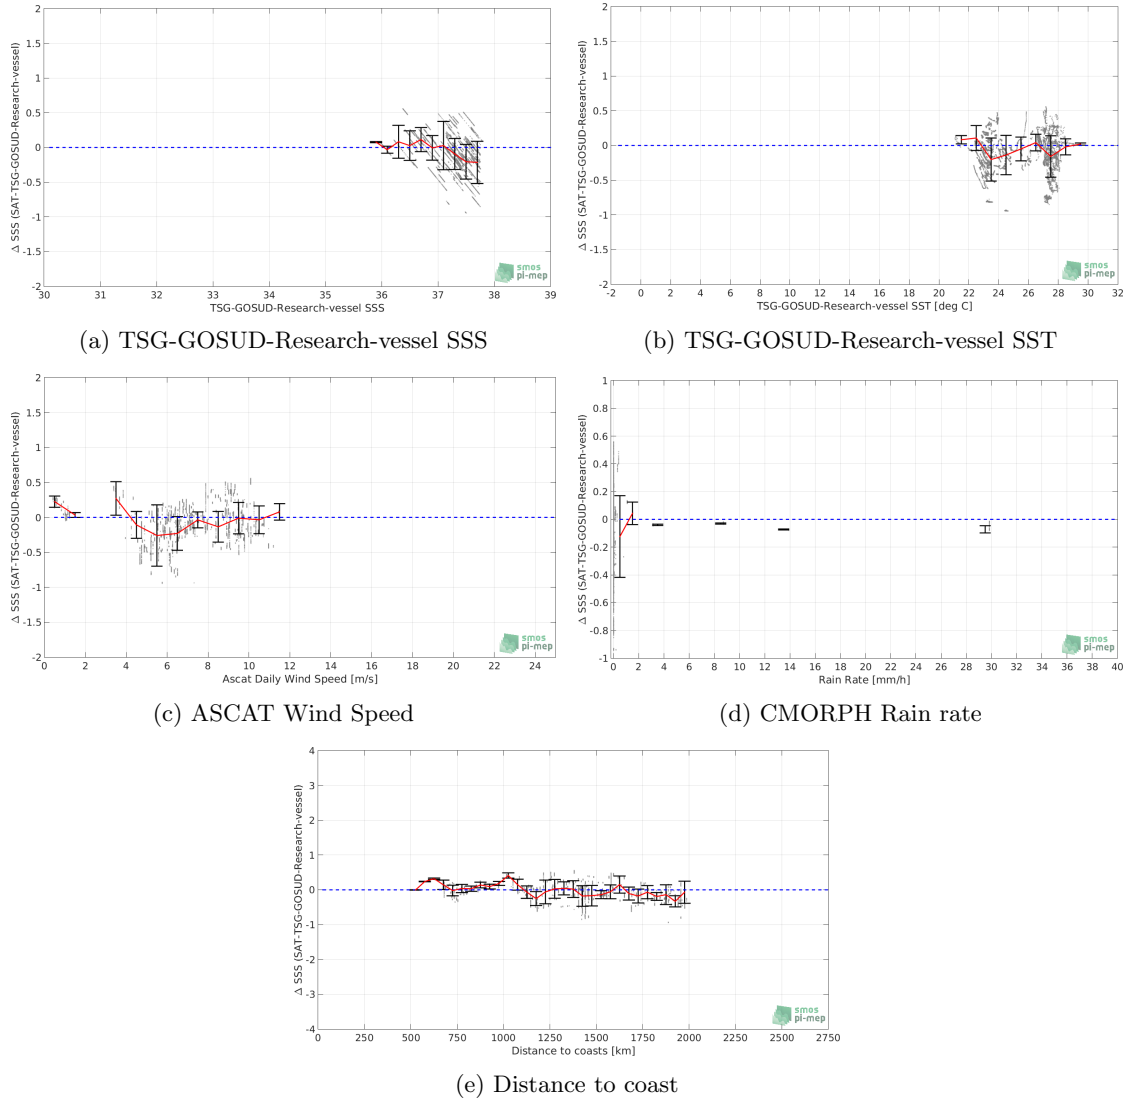 2
1.5
1
0.5
0
-0.5
-1
-1.5
-2
Δ SSS (SAT-TSG-GOSUD-Research-vessel)
30 31 32 33 34 35 36 37 38 39
TSG-GOSUD-Research-vessel SSS
smos
pi-mep
(a) TSG-GOSUD-Research-vessel SSS
2
1.5
1
0.5
0
-0.5
-1
-1.5
-2
Δ SSS (SAT-TSG-GOSUD-Research-vessel)
-2 0 2 4 6 8 10 12 14 16 18 20 22 24 26 28 30 32
TSG-GOSUD-Research-vessel SST [deg C]
smos
pi-mep
(b) TSG-GOSUD-Research-vessel SST
2
1.5
1
0.5
0
-0.5
-1
-1.5
-2
Δ SSS (SAT-TSG-GOSUD-Research-vessel)
0 2 4 6 8 10 12 14 16 18 20 22 24
Ascat Daily Wind Speed [m/s]
smos
pi-mep
(c) ASCAT Wind Speed
1
0.8
0.6
0.4
0.2
0
-0.2
-0.4
-0.6
-0.8
-1
Δ SSS (SAT-TSG-GOSUD-Research-vessel)
0 2 4 6 8 10 12 14 16 18 20 22 24 26 28 30 32 34 36 38 40
Rain Rate [mm/h]
smos
pi-mep
(d) CMORPH Rain rate
4
3
2
1
0
-1
-2
-3
-4
Δ SSS (SAT-TSG-GOSUD-Research-vessel)
0 250 500 750 1000 1250 1500 1750 2000 2250 2500 2750
Distance to coasts [km]
smos
pi-mep
(e) Distance to coast